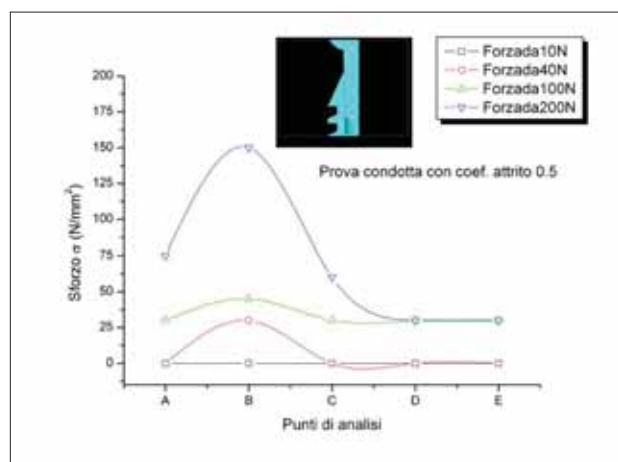 Forzada10N
Forzada40N
Forzada100N
Forzada200N
Prova condotta con coef. attrito 0.5
Sforzo σ (N/mm²)
200
175
150
125
100
75
50
25
0
A B C D E
Punti di analisi